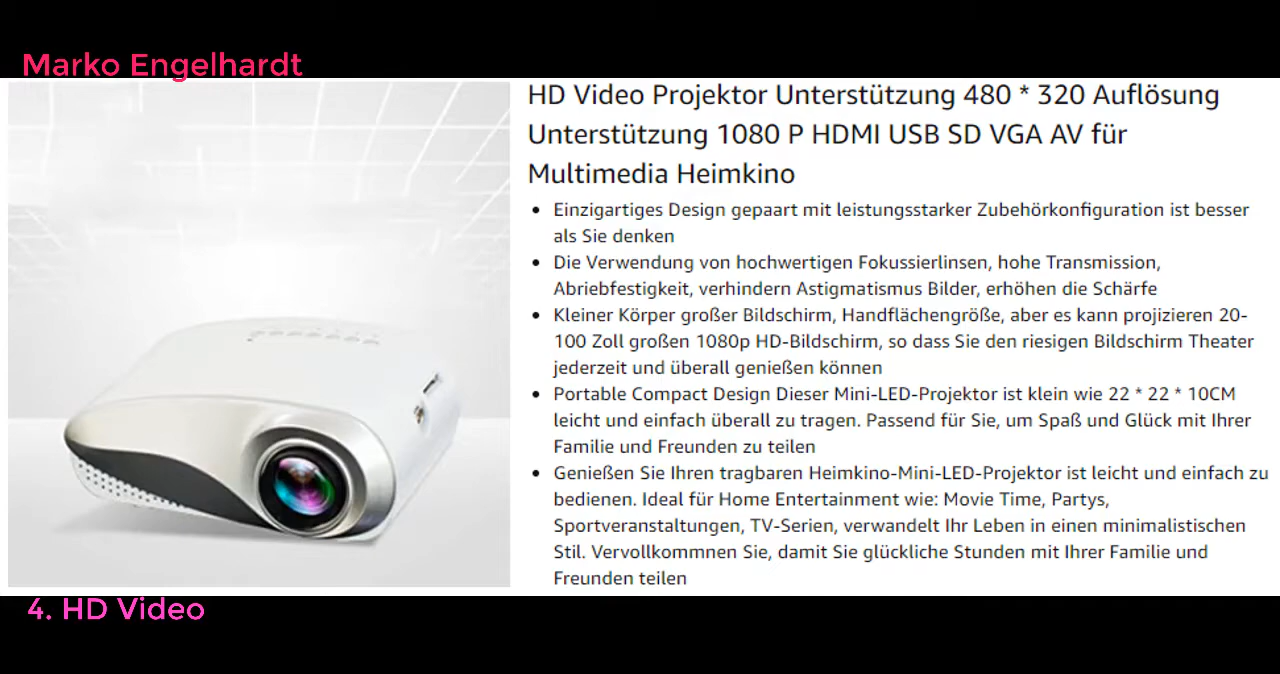 Marko Engelhardt
HD Video Projektor Unterstützung 480 * 320 Auflösung
Unterstützung 1080 P HDMI USB SD VGA AV für
Multimedia Heimkino
• Einzigartiges Design gepaart mit leistungsstarker Zubehörkonfiguration ist besser
als Sie denken
• Die Verwendung von hochwertigen Fokussierlinsen, hohe Transmission,
Abriebfestigkeit, verhindern Astigmatismus Bilder, erhöhen die Schärfe
• Kleiner Körper großer Bildschirm, Handflächengröße, aber es kann projizieren 20-
100 Zoll großen 1080p HD-Bildschirm, so dass Sie den riesigen Bildschirm Theater
jederzeit und überall genießen können
• Portable Compact Design Dieser Mini-LED-Projektor ist klein wie 22 * 22 * 10CM
leicht und einfach überall zu tragen. Passend für Sie, um Spaß und Glück mit Ihrer
Familie und Freunden zu teilen
• Genießen Sie Ihren tragbaren Heimkino-Mini-LED-Projektor ist leicht und einfach zu
bedienen. Ideal für Home Entertainment wie: Movie Time, Partys,
Sportveranstaltungen, TV-Serien, verwandelt Ihr Leben in einen minimalistischen
Stil. Vervollkommnen Sie, damit Sie glückliche Stunden mit Ihrer Familie und
Freunden teilen
4. HD Video